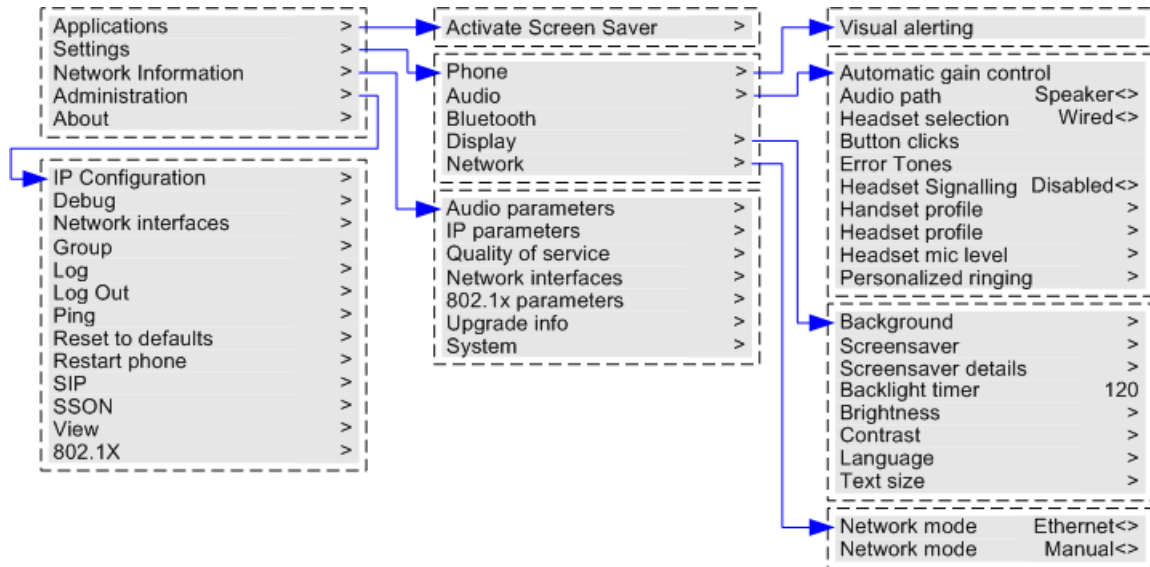 Applications >
Settings >
Network Information >
Administration >
About >
IP Configuration >
Debug >
Network interfaces >
Group >
Log >
Log Out >
Ping >
Reset to defaults >
Restart phone >
SIP >
SSON >
View >
802.1X >
Activate Screen Saver >
Phone >
Audio >
Bluetooth
Display >
Network >
Audio parameters >
IP parameters >
Quality of service >
Network interfaces >
802.1x parameters >
Upgrade info >
System >
Visual alerting
Automatic gain control
Audio path Speaker<>
Headset selection Wired<>
Button clicks
Error Tones
Headset Signalling Disabled<>
Handset profile >
Headset profile >
Headset mic level >
Personalized ringing >
Background >
Screensaver >
Screensaver details >
Backlight timer 120
Brightness >
Contrast >
Language >
Text size >
Network mode Ethernet<>
Network mode Manual<>